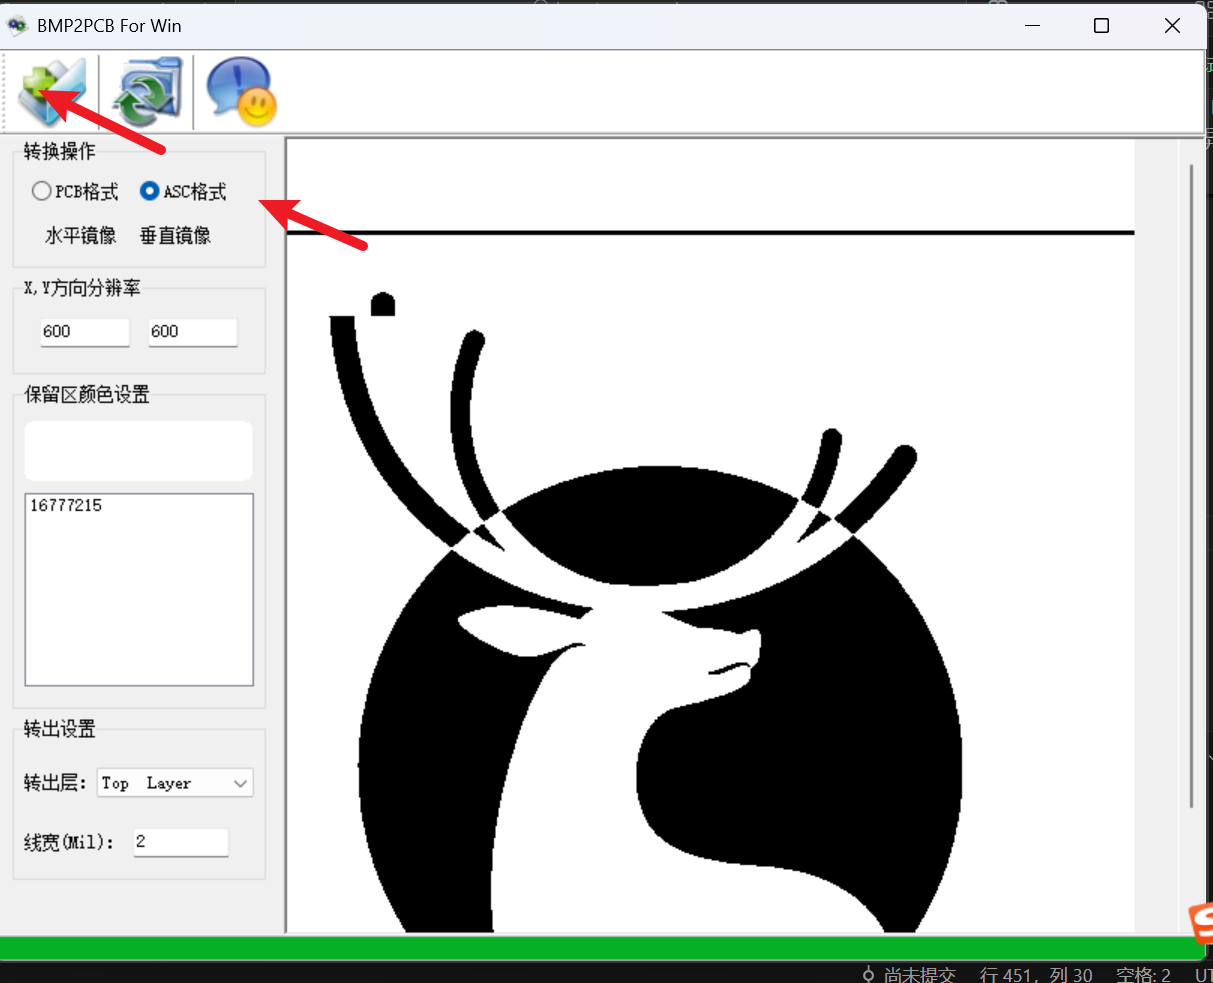 BMP2PCB For Win
转换操作
PCB格式 ASC格式
水平镜像 垂直镜像
X,Y方向分辨率
600 600
保留区颜色设置
16777215
转出设置
转出层: Top Layer
线宽(Mil): 2
尚未提交 行 451，列 30 空格: 2